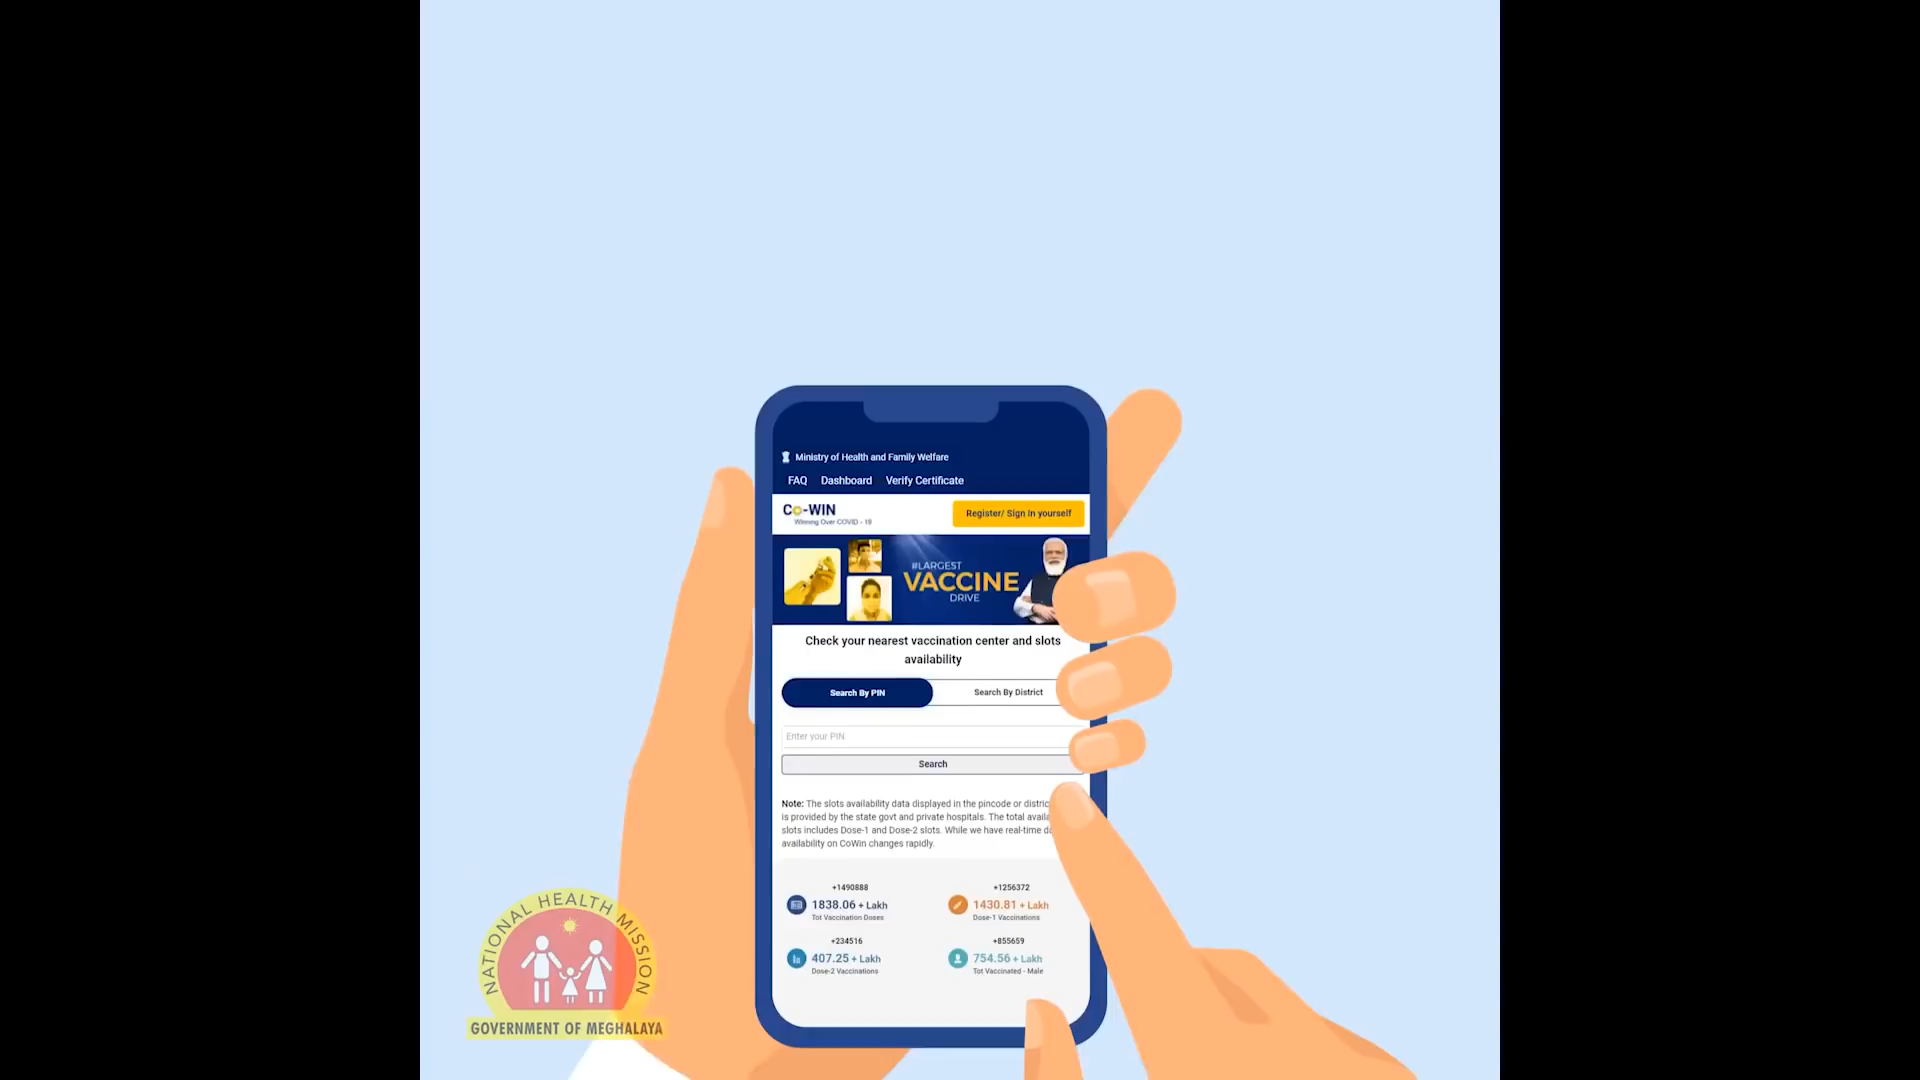 Ministry of Health and Family Welfare
FAQ Dashboard Verify Certificate
Co-WIN
Winning Over COVID - 19
Register/ Sign In yourself
#LARGEST
VACCINE
DRIVE
Check your nearest vaccination center and slots
availability
Search By PIN Search By District
Enter your PIN
Search
Note: The slots availability data displayed in the pincode or
is provided by the state govt and private hospitals. The total
slots includes Dose-1 and Dose-2 slots. While we have real-time
availability on CoWin changes rapidly.
+1490888 +1256372
1838.06 + Lakh 1430.81 + Lakh
Tot Vaccination Doses Dose-1 Vaccinations
+234516 +855659
407.25 + Lakh 754.56 + Lakh
Dose-2 Vaccinations Tot Vaccinated - Male
NATIONAL HEALTH MISSION
GOVERNMENT OF MEGHALAYA